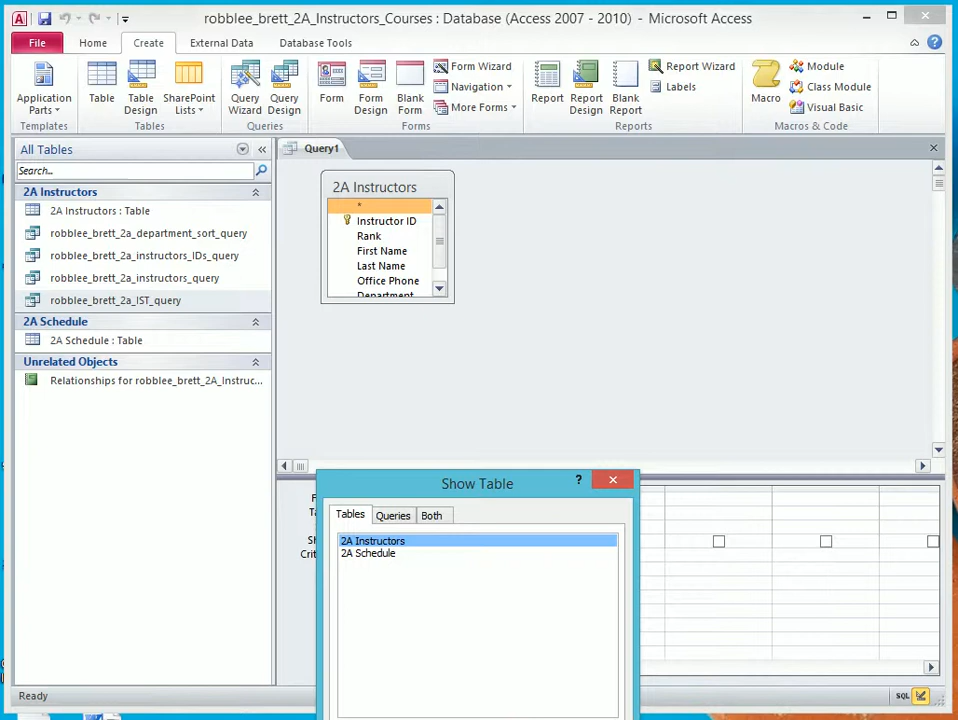 robblee_brett_2A_Instructors_Courses : Database (Access 2007 - 2010) - Microsoft Access
File Home Create External Data Database Tools
Application Parts Table Table Design SharePoint Lists Query Wizard Query Design Form Form Design Blank Form Form Wizard Navigation More Forms Report Report Design Blank Report Report Wizard Labels Macro Module Class Module Visual Basic
Templates Tables Queries Forms Reports Macros & Code
All Tables
Query1
Search...
2A Instructors
2A Instructors : Table
robblee_brett_2a_department_sort_query
robblee_brett_2a_instructors_IDs_query
robblee_brett_2a_instructors_query
robblee_brett_2a_IST_query
2A Schedule
2A Schedule : Table
Unrelated Objects
Relationships for robblee_brett_2A_Instruc...
2A Instructors
*
Instructor ID
Rank
First Name
Last Name
Office Phone
Department
Show Table
Tables Queries Both
2A Instructors
2A Schedule
Ready
SQL